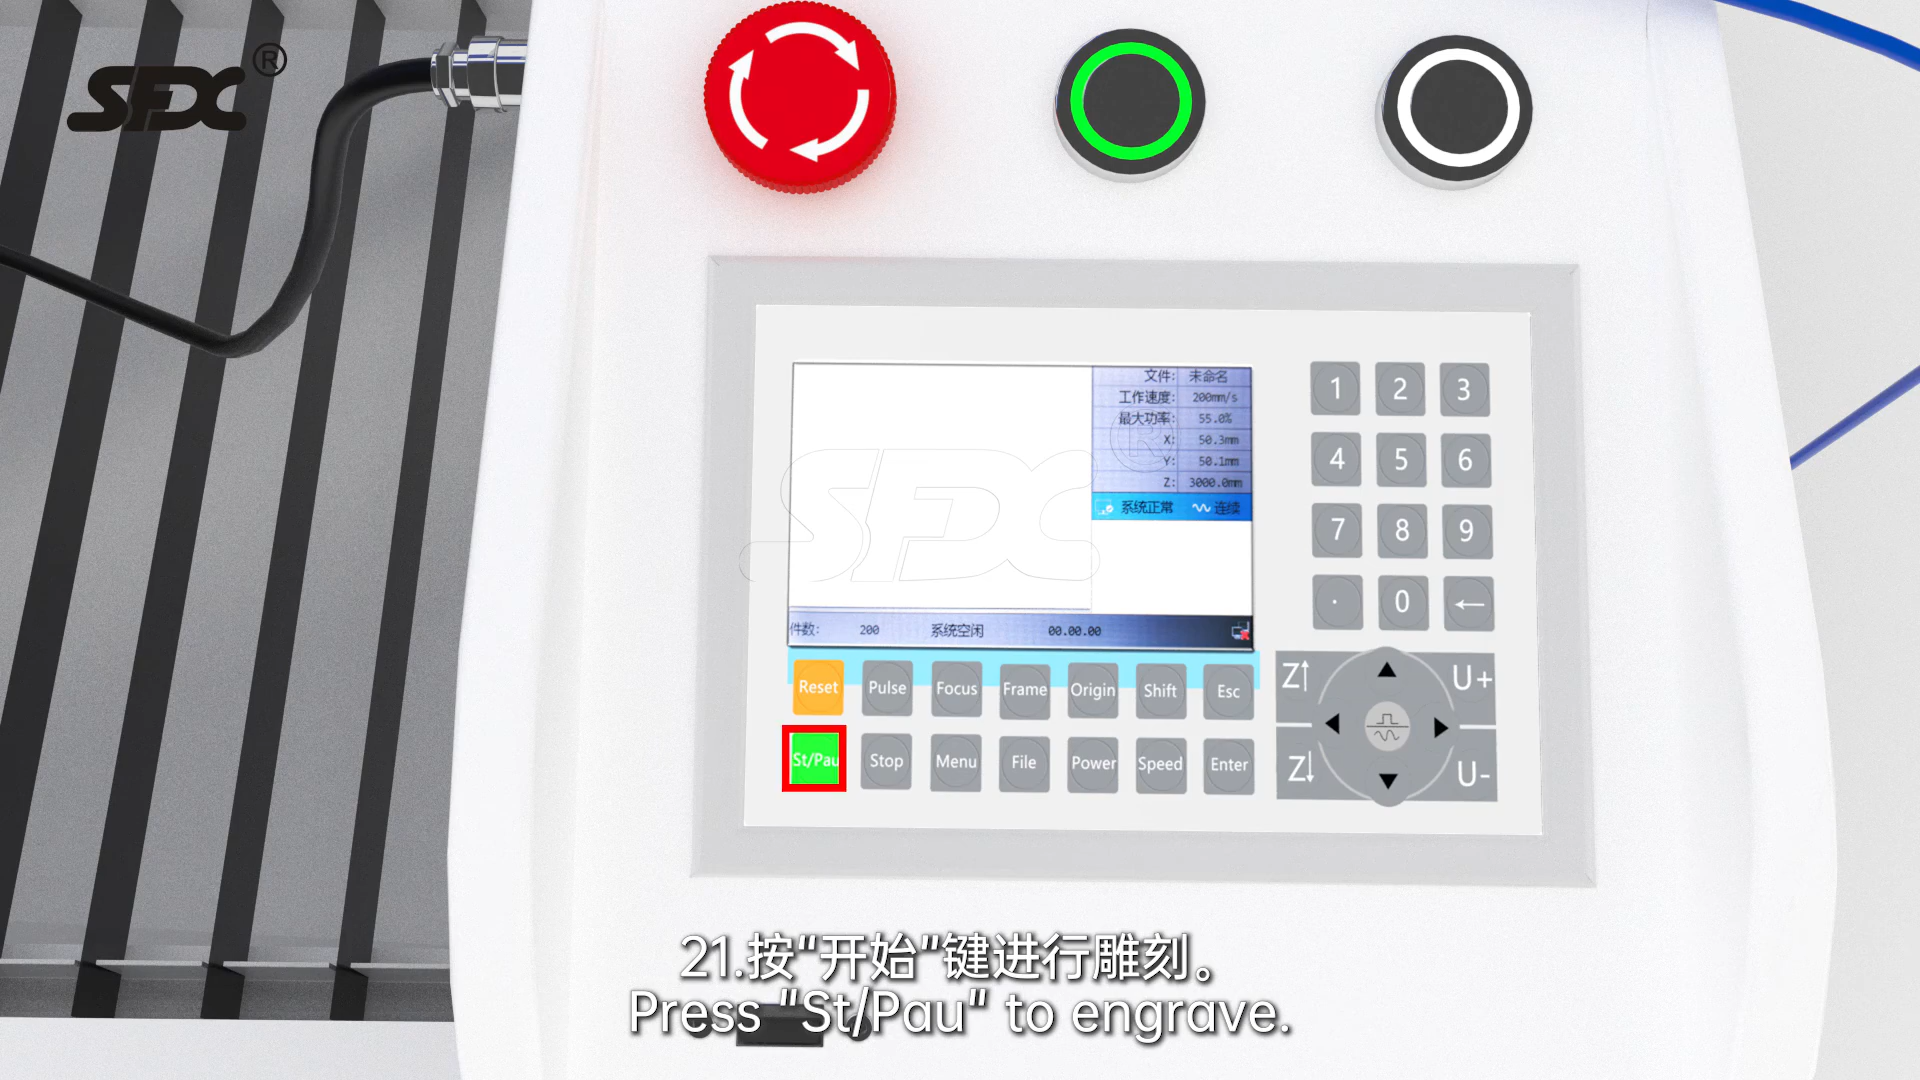 SFX®
文件: 未命名
工作速度: 200mm/s
最大功率: 55.0%
X: 50.3mm
Y: 50.1mm
Z: 3000.0mm
系统正常 连续
SFX®
件数: 200 系统空闲 00.00.00
1 2 3
4 5 6
7 8 9
· 0 ←
Reset Pulse Focus Frame Origin Shift Esc
St/Pau Stop Menu File Power Speed Enter
Z↑ U+
Z↓ U-
21.按"开始"键进行雕刻。
Press "St/Pau" to engrave.